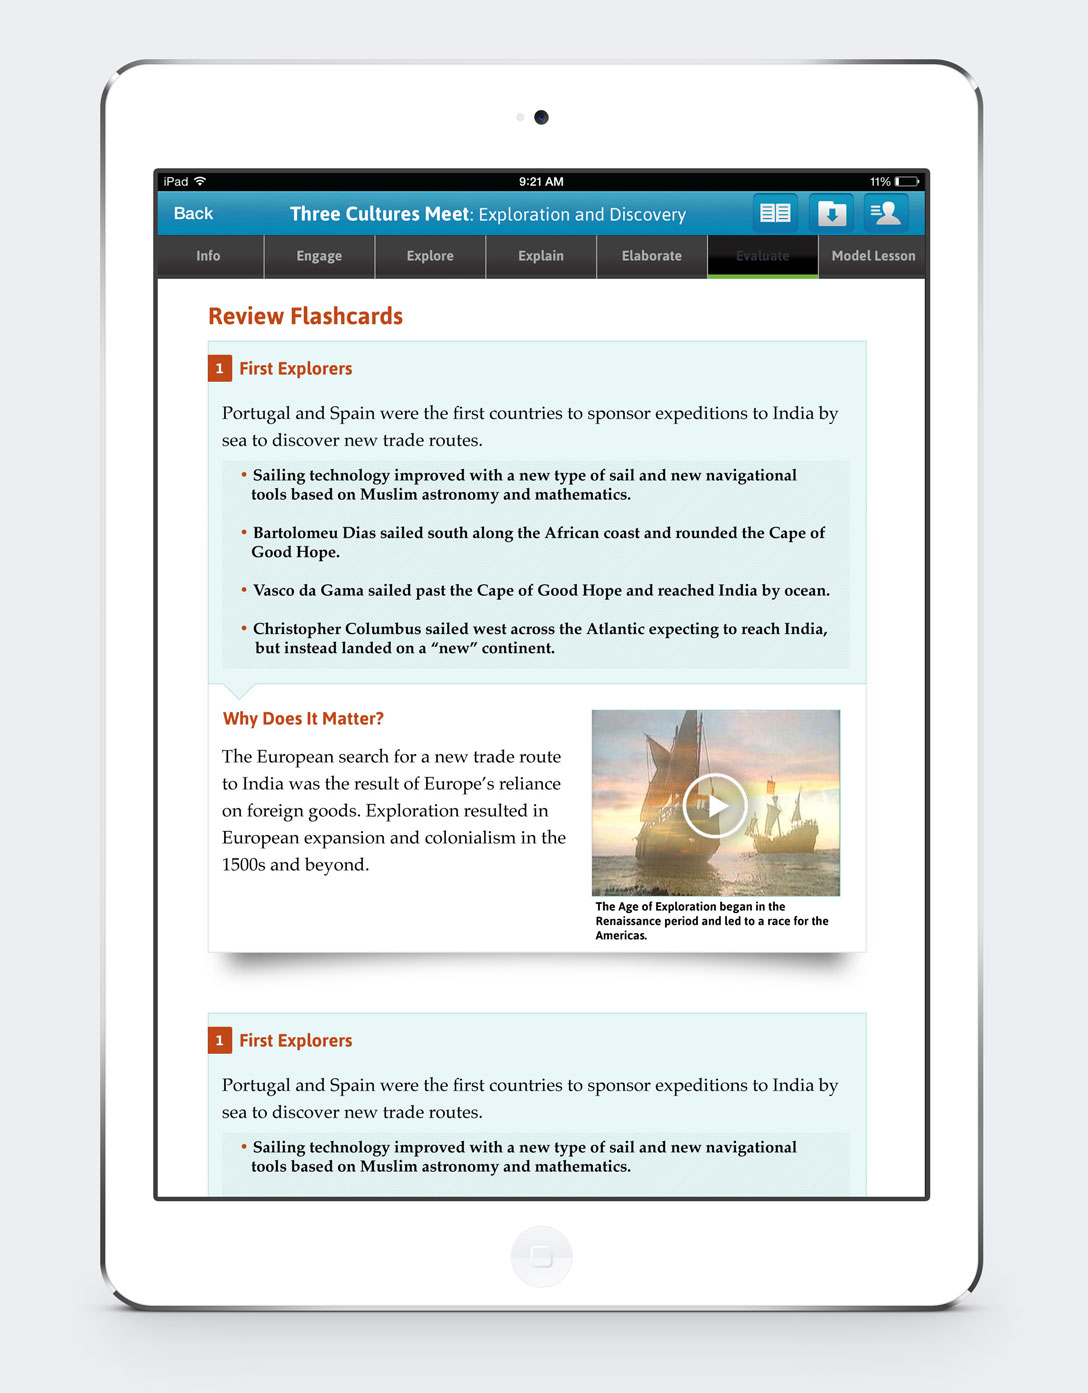 iPad 9:21 AM 11%
Back Three Cultures Meet: Exploration and Discovery
Info Engage Explore Explain Elaborate Evaluate Model Lesson
Review Flashcards
1 First Explorers
Portugal and Spain were the first countries to sponsor expeditions to India by
sea to discover new trade routes.
• Sailing technology improved with a new type of sail and new navigational
tools based on Muslim astronomy and mathematics.
• Bartolomeu Dias sailed south along the African coast and rounded the Cape of
Good Hope.
• Vasco da Gama sailed past the Cape of Good Hope and reached India by ocean.
• Christopher Columbus sailed west across the Atlantic expecting to reach India,
but instead landed on a “new” continent.
Why Does It Matter?
The European search for a new trade route
to India was the result of Europe’s reliance
on foreign goods. Exploration resulted in
European expansion and colonialism in the
1500s and beyond.
The Age of Exploration began in the
Renaissance period and led to a race for the
Americas.
1 First Explorers
Portugal and Spain were the first countries to sponsor expeditions to India by
sea to discover new trade routes.
• Sailing technology improved with a new type of sail and new navigational
tools based on Muslim astronomy and mathematics.